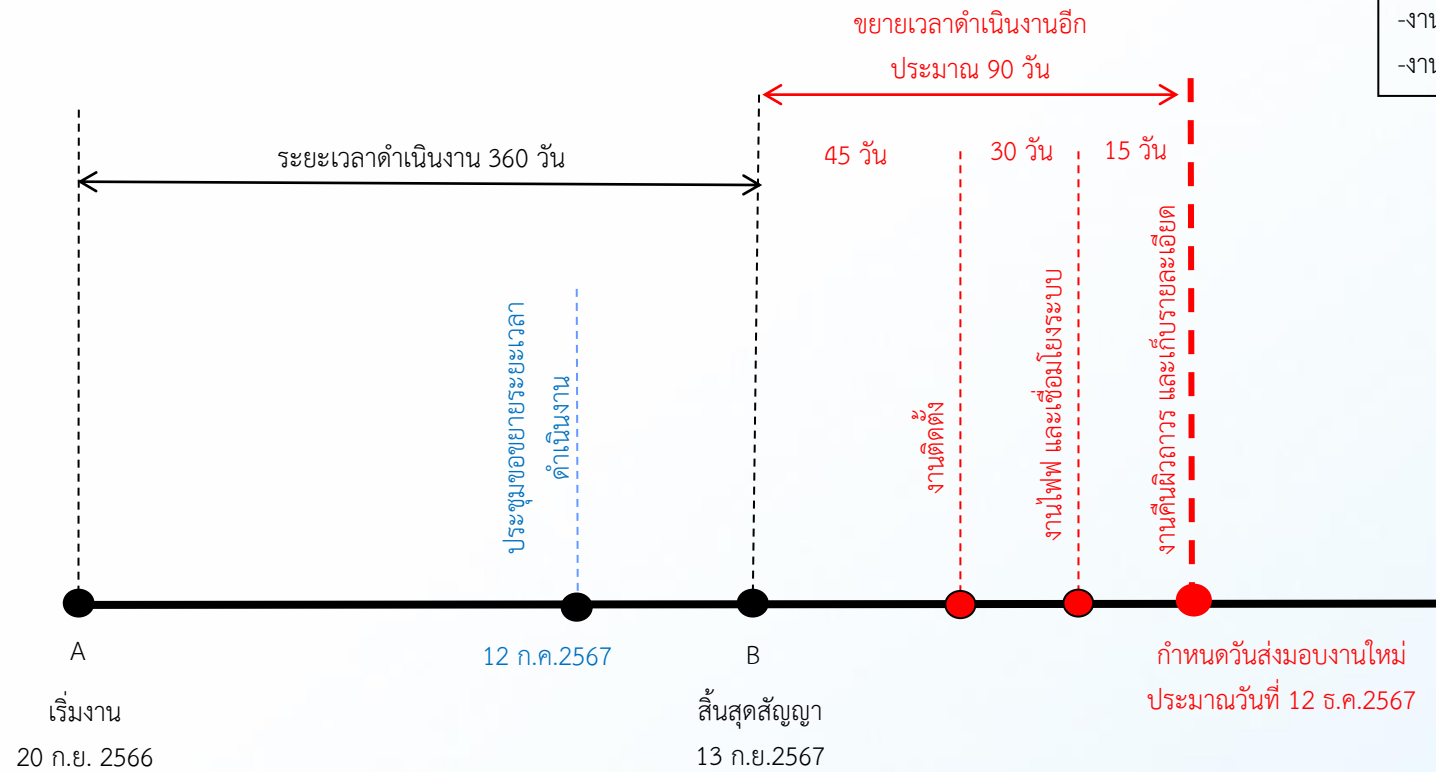 ขยายเวลาดำเนินงานอีก
ประมาณ 90 วัน
-งาน
-งาน
ระยะเวลาดำเนินงาน 360 วัน
45 วัน
30 วัน
15 วัน
ประชุมขอขยายระยะเวลา
ดำเนินงาน
งานติดตั้ง
งานไฟฟ และเชื่อมโยงระบบ
งานคืนผิวถาวร และเก็บรายละเอียด
A
เริ่มงาน
20 ก.ย. 2566
12 ก.ค.2567
B
สิ้นสุดสัญญา
13 ก.ย.2567
กำหนดวันส่งมอบงานใหม่
ประมาณวันที่ 12 ธ.ค.2567